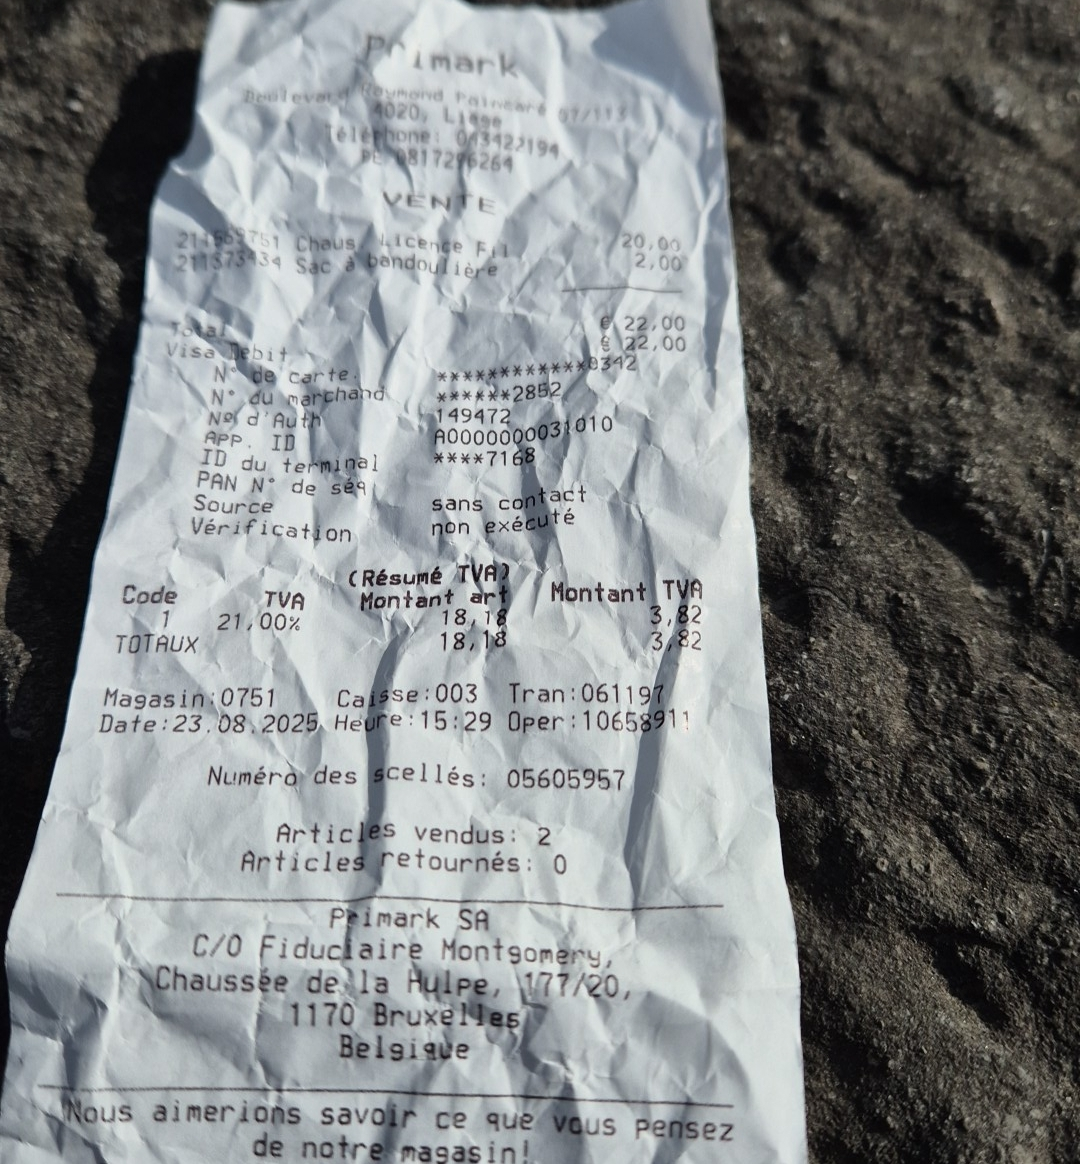 Primark
Boulevard Raymond Poincaré 07/113
4020, Liège
Téléphone: 043422194
BE 0817296264
VENTE
Chaus Licence Fil 20,00
Sac à bandoulière 2,00
Total € 22,00
Visa Debit € 22,00
N° de carte: ************0342
N° du marchand ******2852
N° d'Auth 149472
APP. ID A0000000031010
ID du terminal ****7168
PAN N° de séq
Source sans contact
Vérification non exécuté
(Résumé TVA)
Code TVA Montant art Montant TVA
1 21,00% 18,18 3,82
TOTAUX 18,18 3,82
Magasin:0751 Caisse:003 Tran:061197
Date:23.08.2025 Heure:15:29 Oper:10658911
Numéro des scellés: 05605957
Articles vendus: 2
Articles retournés: 0
Primark SA
C/O Fiduciaire Montgomery,
Chaussée de la Hulpe, 177/20,
1170 Bruxelles
Belgique
Nous aimerions savoir ce que vous pensez
de notre magasin!